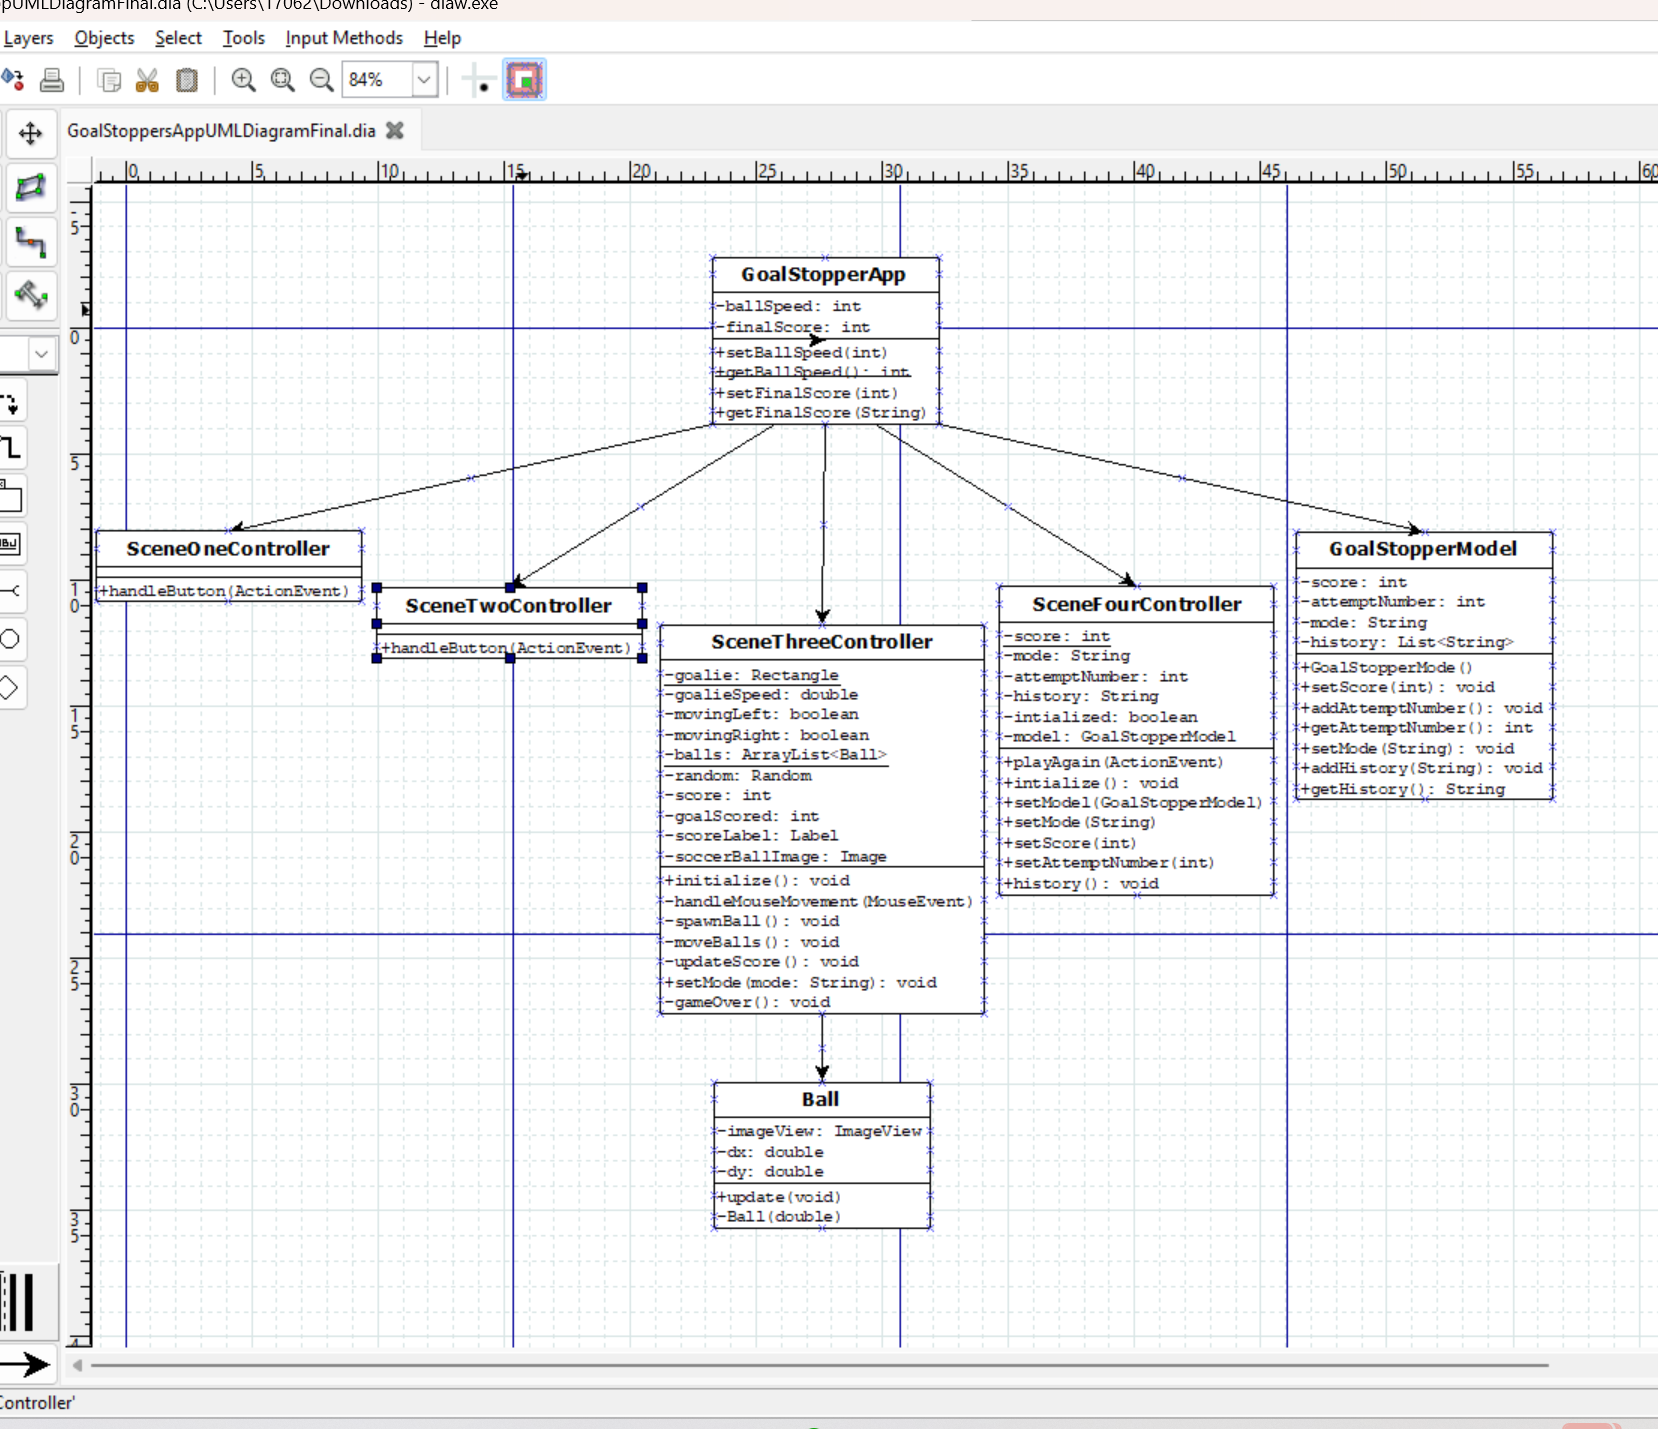 pUMLDiagramFinal.dia (C:\Users\17062\Downloads) - diaw.exe
Layers Objects Select Tools Input Methods Help
84%
GoalStoppersAppUMLDiagramFinal.dia
0 5 10 15 20 25 30 35 40 45 50 55 60
5
0
5
10
15
20
25
30
35
GoalStopperApp
-ballSpeed: int
-finalScore: int
+setBallSpeed(int)
+getBallSpeed(): int
+setFinalScore(int)
+getFinalScore(String)
SceneOneController
+handleButton(ActionEvent)
SceneTwoController
+handleButton(ActionEvent)
SceneThreeController
-goalie: Rectangle
-goalieSpeed: double
-movingLeft: boolean
-movingRight: boolean
-balls: ArrayList<Ball>
-random: Random
-score: int
-goalScored: int
-scoreLabel: Label
-soccerBallImage: Image
+initialize(): void
-handleMouseMovement(MouseEvent)
-spawnBall(): void
-moveBalls(): void
-updateScore(): void
+setMode(mode: String): void
-gameOver(): void
SceneFourController
-score: int
-mode: String
-attemptNumber: int
-history: String
-intialized: boolean
-model: GoalStopperModel
+playAgain(ActionEvent)
+intialize(): void
+setModel(GoalStopperModel)
+setMode(String)
+setScore(int)
+setAttemptNumber(int)
+history(): void
GoalStopperModel
-score: int
-attemptNumber: int
-mode: String
-history: List<String>
+GoalStopperMode()
+setScore(int): void
+addAttemptNumber(): void
+getAttemptNumber(): int
+setMode(String): void
+addHistory(String): void
+getHistory(): String
Ball
-imageView: ImageView
-dx: double
-dy: double
+update(void)
-Ball(double)
Controller'